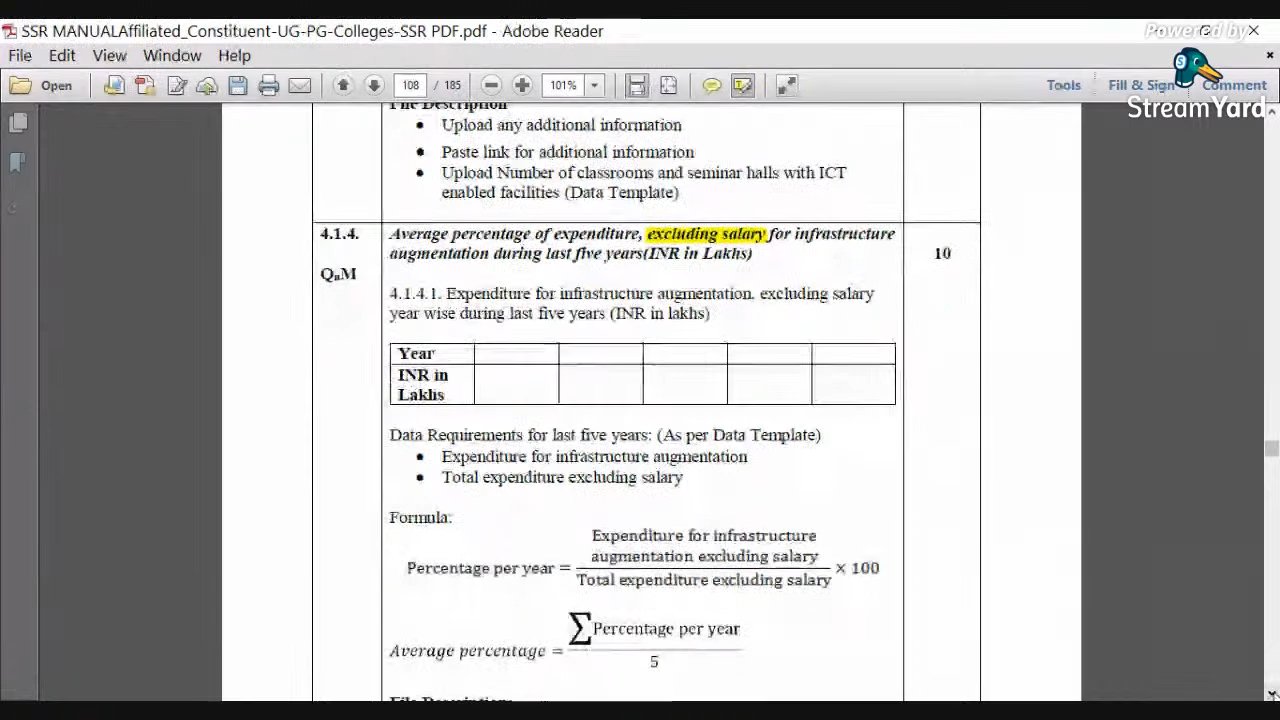 SSR MANUALAffiliated_Constituent-UG-PG-Colleges-SSR PDF.pdf - Adobe Reader
Powered by
File Edit View Window Help
Open 108 / 185 101% Tools Fill & Sign Comment
StreamYard
File Description
• Upload any additional information
• Paste link for additional information
• Upload Number of classrooms and seminar halls with ICT
enabled facilities (Data Template)
4.1.4. Average percentage of expenditure, excluding salary for infrastructure
augmentation during last five years(INR in Lakhs) 10
QnM
4.1.4.1. Expenditure for infrastructure augmentation, excluding salary
year wise during last five years (INR in lakhs)
Year
INR in
Lakhs
Data Requirements for last five years: (As per Data Template)
• Expenditure for infrastructure augmentation
• Total expenditure excluding salary
Formula:
Expenditure for infrastructure
augmentation excluding salary
Percentage per year = × 100
Total expenditure excluding salary
∑Percentage per year
Average percentage =
5
File Description: